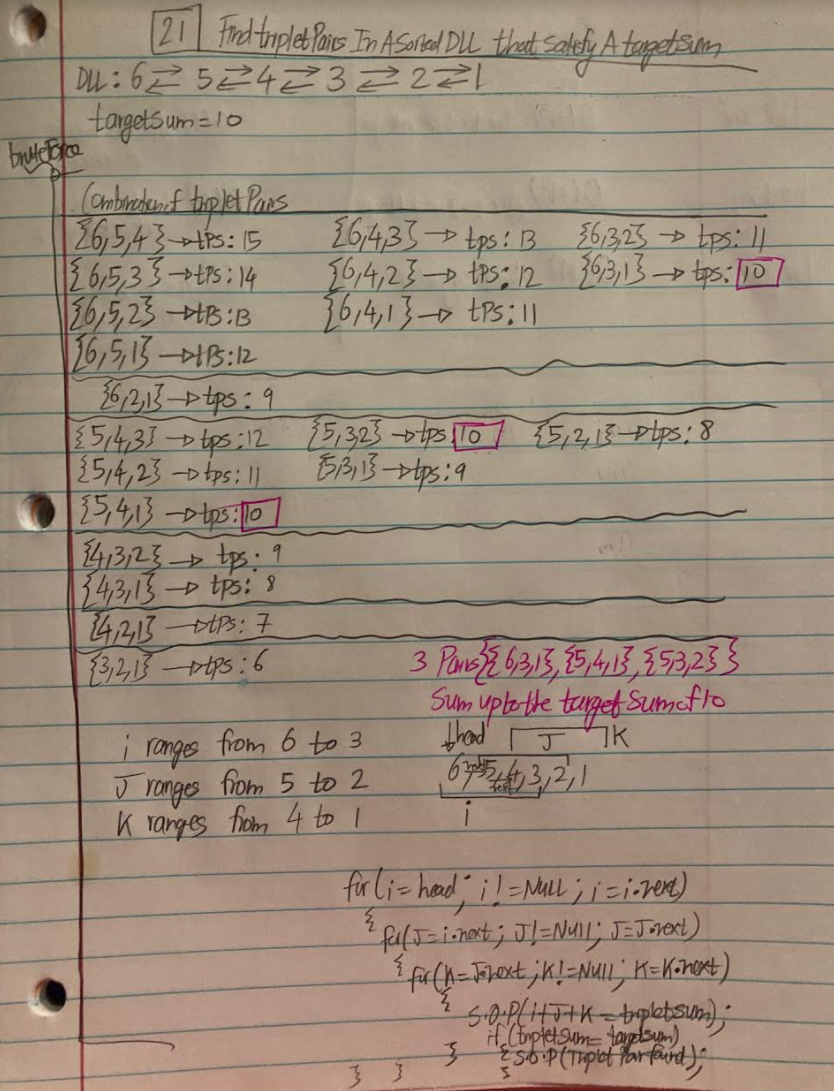 21 Find triplet Pairs In A Sorted DLL that satisfy A targetsum
DLL: 6 ⇄ 5 ⇄ 4 ⇄ 3 ⇄ 2 ⇄ 1
targetsum=10
bruteforce
Combination of triplet Pairs
{6,5,4} → tPs: 15 {6,4,3} → tps: 13 {6,3,2} → tps: 11
{6,5,3} → tPs: 14 {6,4,2} → tps: 12 {6,3,1} → tps: 10
{6,5,2} → tPs: 13 {6,4,1} → tPs: 11
{6,5,1} → tPs: 12
{6,2,1} → tps: 9
{5,4,3} → tps: 12 {5,3,2} → tps 10 {5,2,1} → tps: 8
{5,4,2} → tps: 11 {5,3,1} → tps: 9
{5,4,1} → tps: 10
{4,3,2} → tps: 9
{4,3,1} → tps: 8
{4,2,1} → tPs: 7
{3,2,1} → tps: 6
3 Pairs {{6,3,1}, {5,4,1}, {5,3,2}}
Sum upto the target Sum of 10
i ranges from 6 to 3
J ranges from 5 to 2
K ranges from 4 to 1
↓head J K
6, 5, 4, 3, 2, 1
i
for(i=head; i!=Null; i=i.next)
{ for(J=i.next; J!=Null; J=J.next)
{ for(K=J.next; K!=Null; K=K.next)
{ S.O.P(i+J+K = tripletsum);
if (tripletsum= targetsum)
} { S.O.P(Triplet Pair found);
} } }